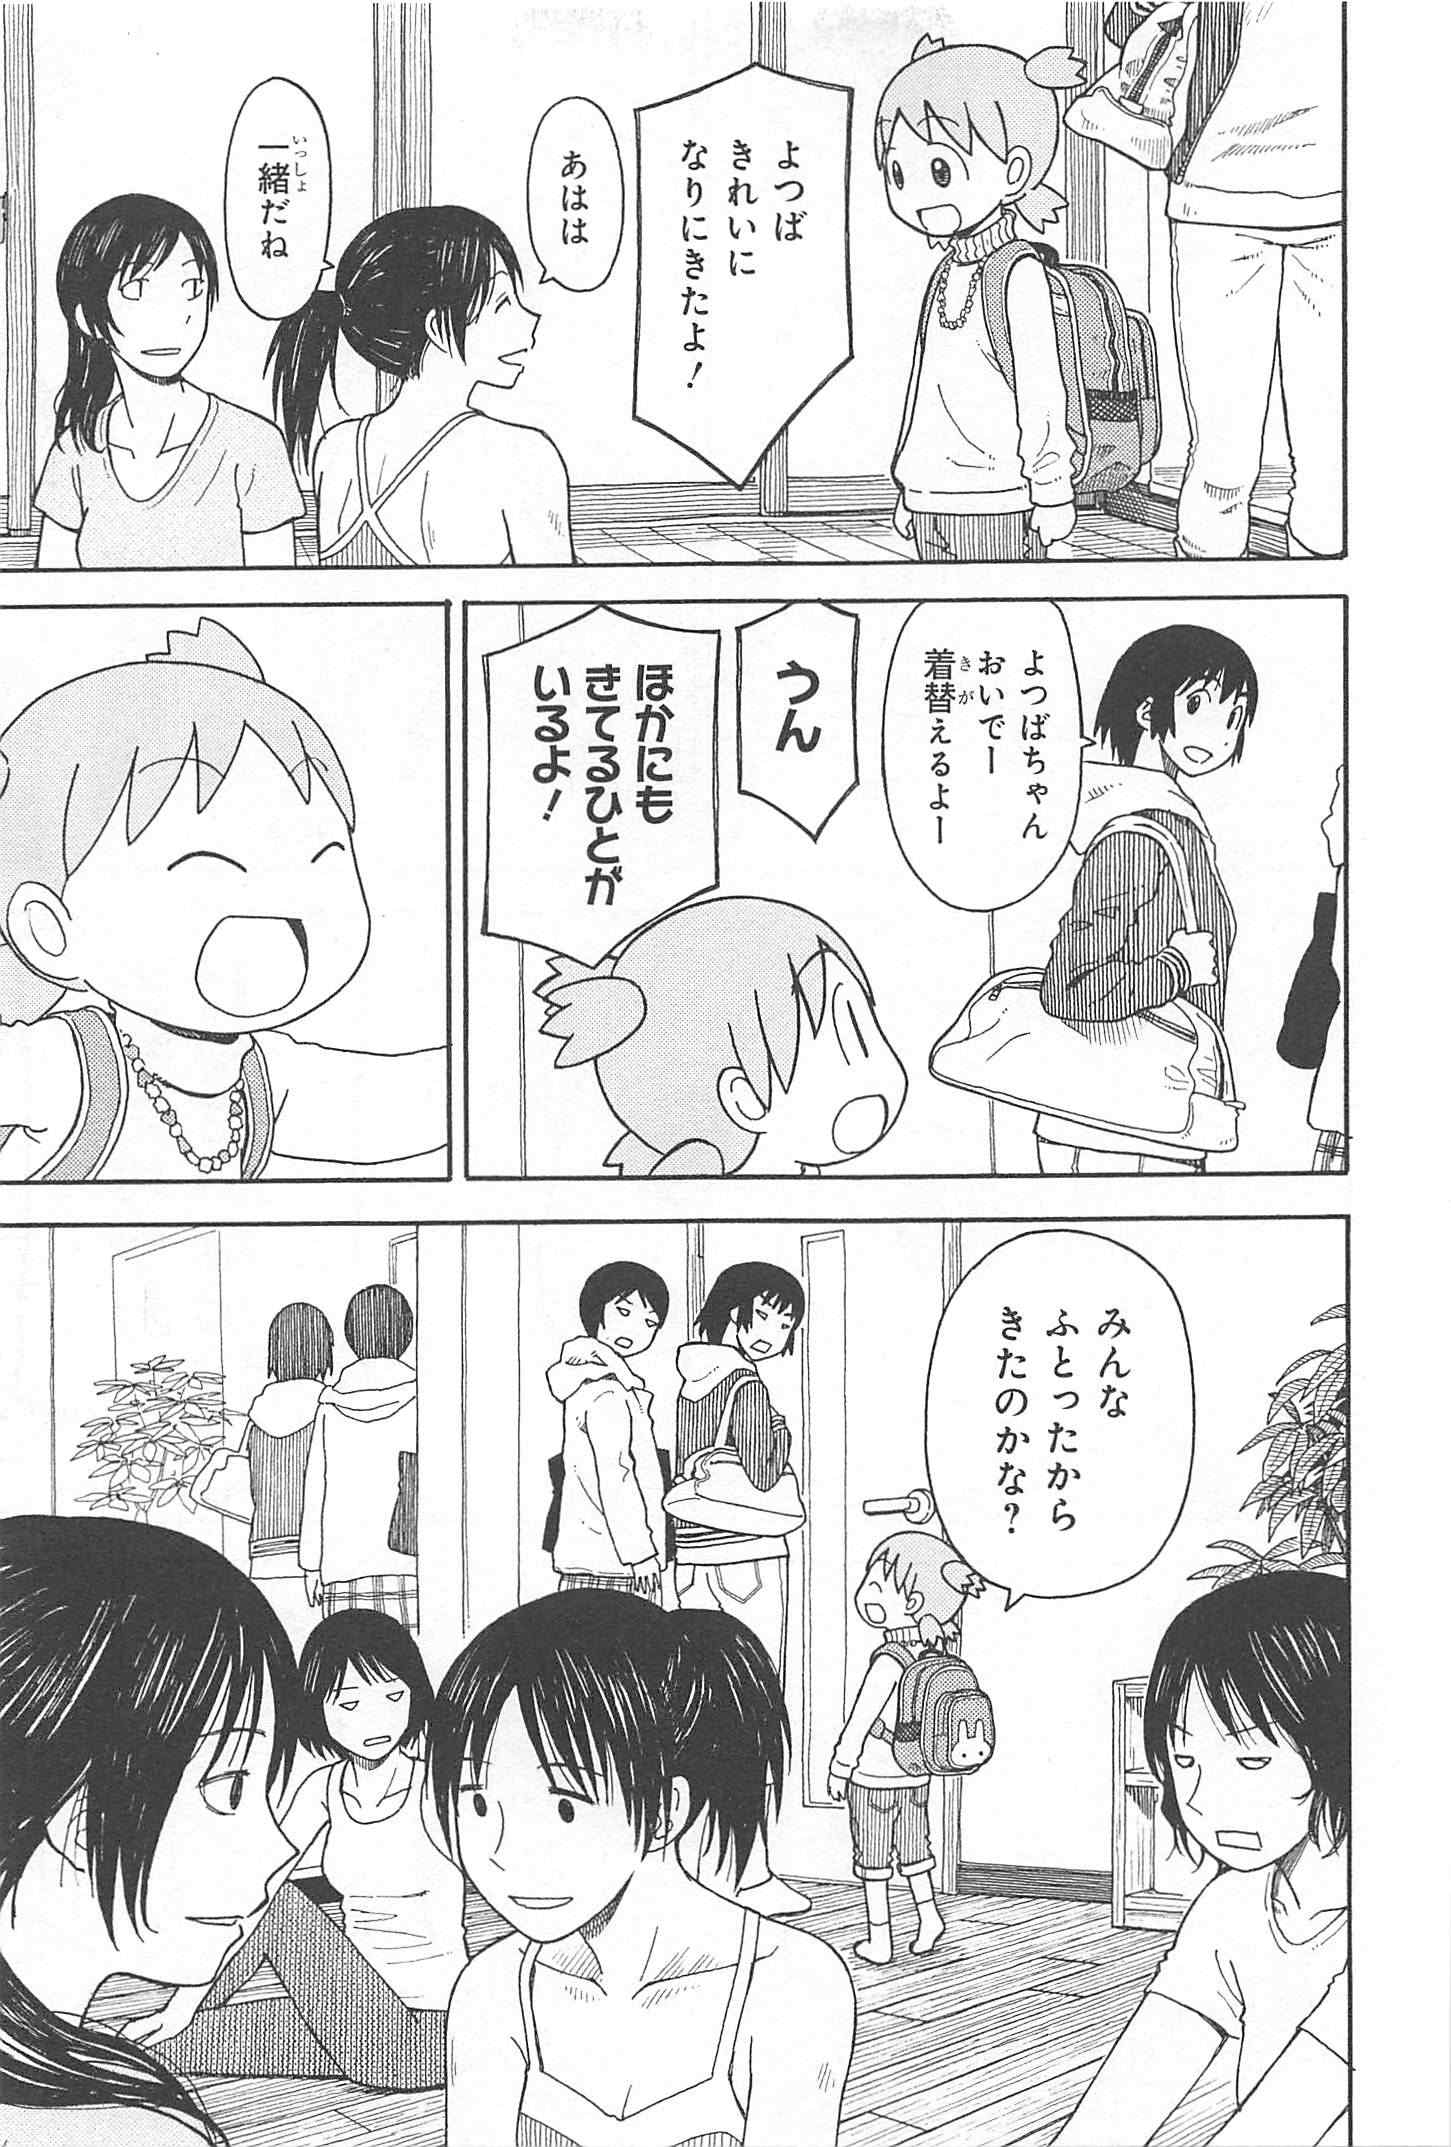 よつば
きれいに
なりにきたよ！
あはは
一緒だね
よつばちゃん
おいでー
着替えるよー
うん
ほかにも
きてるひとが
いるよ！
みんな
ふとったから
きたのかな？